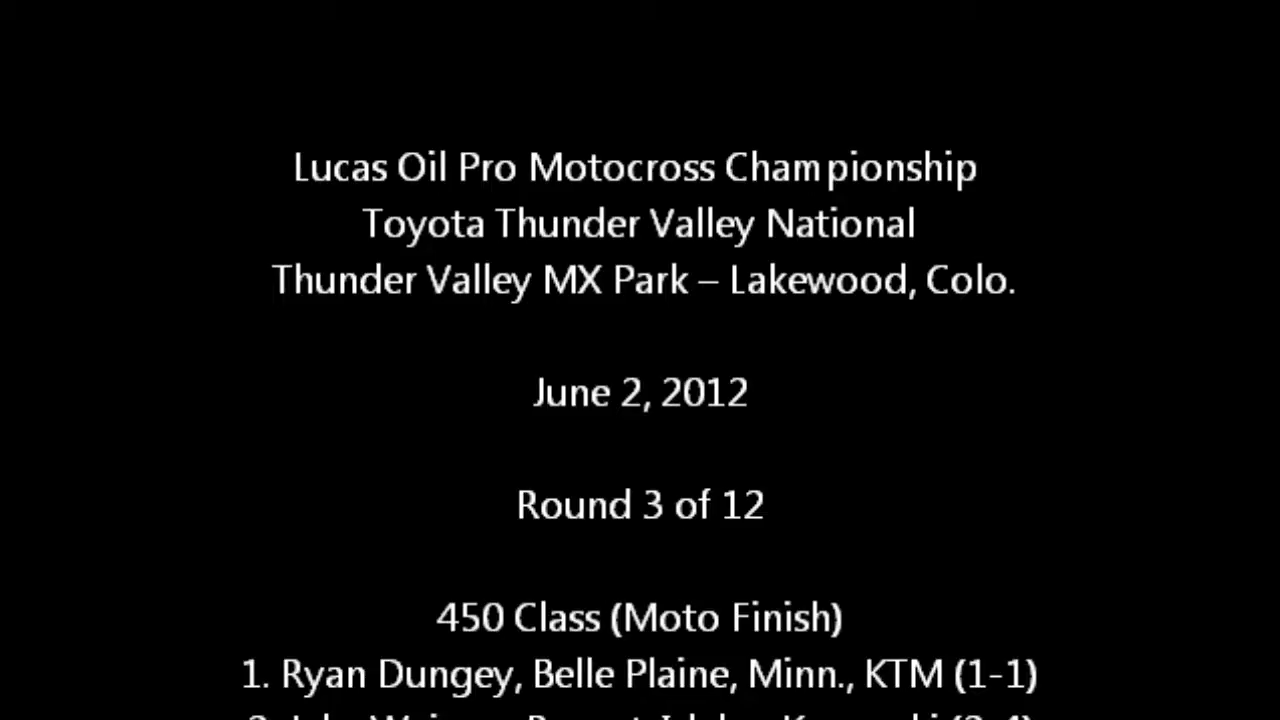 Lucas Oil Pro Motocross Championship
Toyota Thunder Valley National
Thunder Valley MX Park – Lakewood, Colo.
June 2, 2012
Round 3 of 12
450 Class (Moto Finish)
1. Ryan Dungey, Belle Plaine, Minn., KTM (1-1)